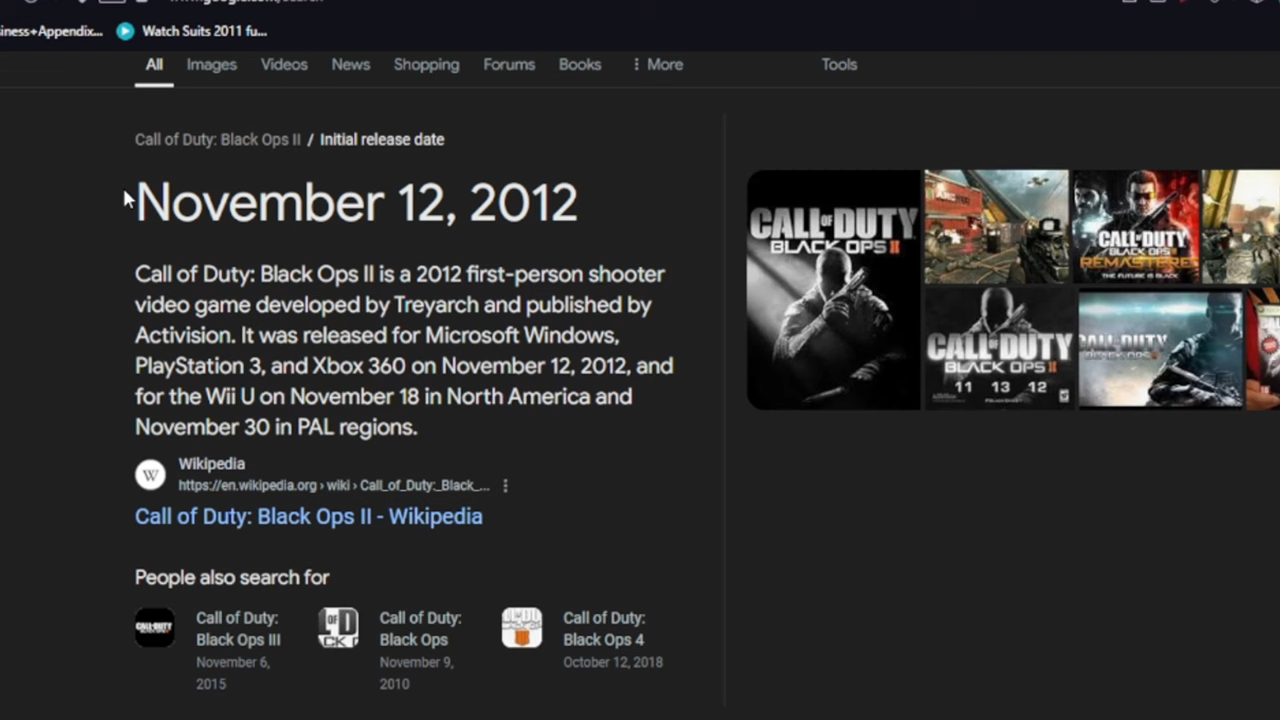 iness+Appendix...
Watch Suits 2011 fu...
All Images Videos News Shopping Forums Books More Tools
Call of Duty: Black Ops II / Initial release date
November 12, 2012
Call of Duty: Black Ops II is a 2012 first-person shooter
video game developed by Treyarch and published by
Activision. It was released for Microsoft Windows,
PlayStation 3, and Xbox 360 on November 12, 2012, and
for the Wii U on November 18 in North America and
November 30 in PAL regions.
W
Wikipedia
https://en.wikipedia.org › wiki › Call_of_Duty:_Black_...
Call of Duty: Black Ops II - Wikipedia
People also search for
Call of Duty:
Black Ops III
November 6,
2015
Call of Duty:
Black Ops
November 9,
2010
Call of Duty:
Black Ops 4
October 12, 2018
CALL OF DUTY
BLACK OPS II
CALL OF DUTY
BLACK OPS II
REMASTERED
THE FUTURE IS BLACK
CALL OF DUTY
BLACK OPS II
11 13 12
CALL OF DUTY
BLACK OPS II